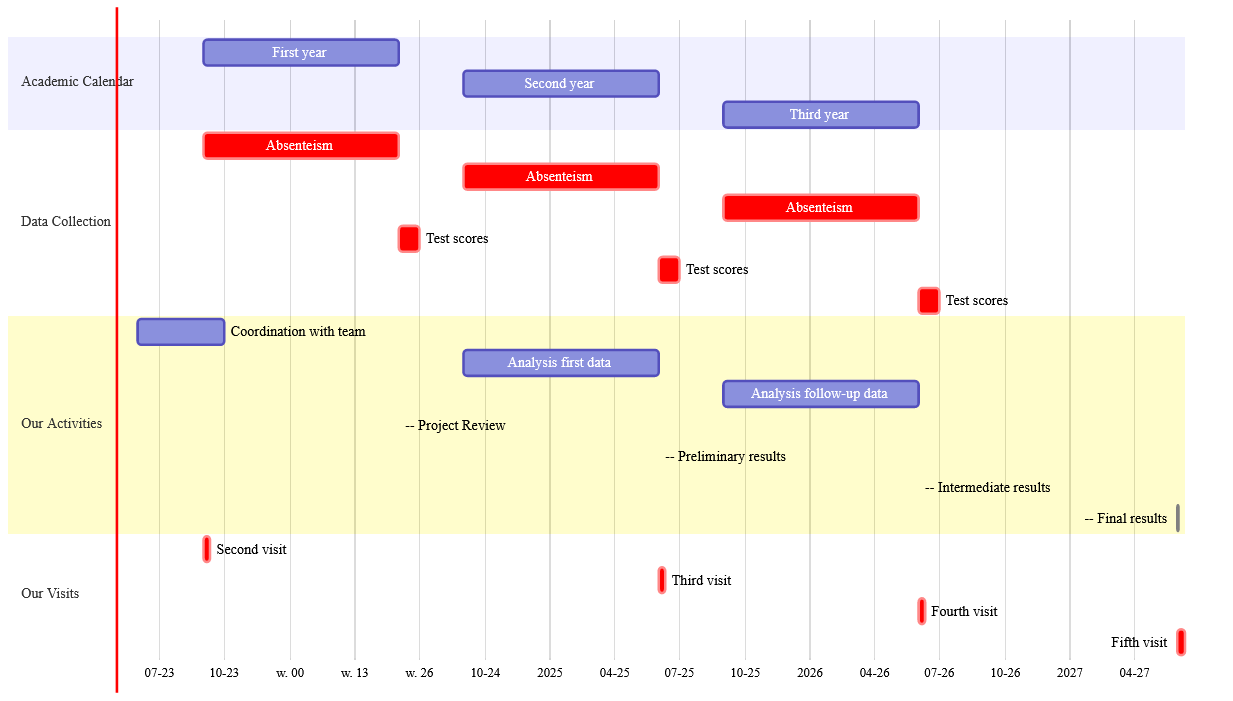 First year
Academic Calendar
Second year
Third year
Absenteism
Absenteism
Absenteism
Data Collection
Test scores
Test scores
Test scores
Coordination with team
Analysis first data
Analysis follow-up data
Our Activities
-- Project Review
-- Preliminary results
-- Intermediate results
-- Final results
Second visit
Third visit
Our Visits
Fourth visit
Fifth visit
07-23 10-23 w. 00 w. 13 w. 26 10-24 2025 04-25 07-25 10-25 2026 04-26 07-26 10-26 2027 04-27